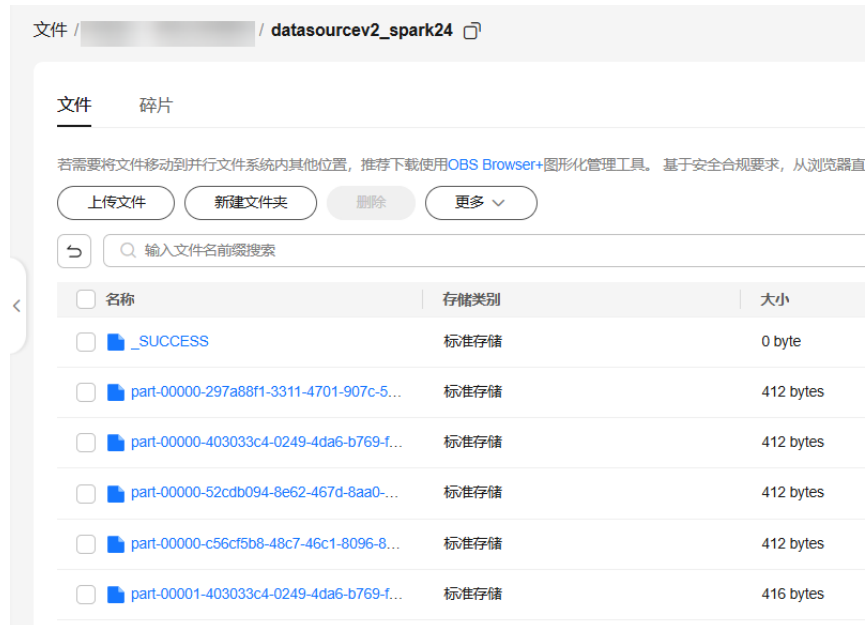 文件 / / datasourcev2_spark24
文件 碎片
若需要将文件移动到并行文件系统内其他位置，推荐下载使用OBS Browser+图形化管理工具。 基于安全合规要求，从浏览器直
上传文件 新建文件夹 删除 更多
输入文件名前缀搜索
名称 存储类别 大小
_SUCCESS 标准存储 0 byte
part-00000-297a88f1-3311-4701-907c-5... 标准存储 412 bytes
part-00000-403033c4-0249-4da6-b769-f... 标准存储 412 bytes
part-00000-52cdb094-8e62-467d-8aa0-... 标准存储 412 bytes
part-00000-c56cf5b8-48c7-46c1-8096-8... 标准存储 412 bytes
part-00001-403033c4-0249-4da6-b769-f... 标准存储 416 bytes